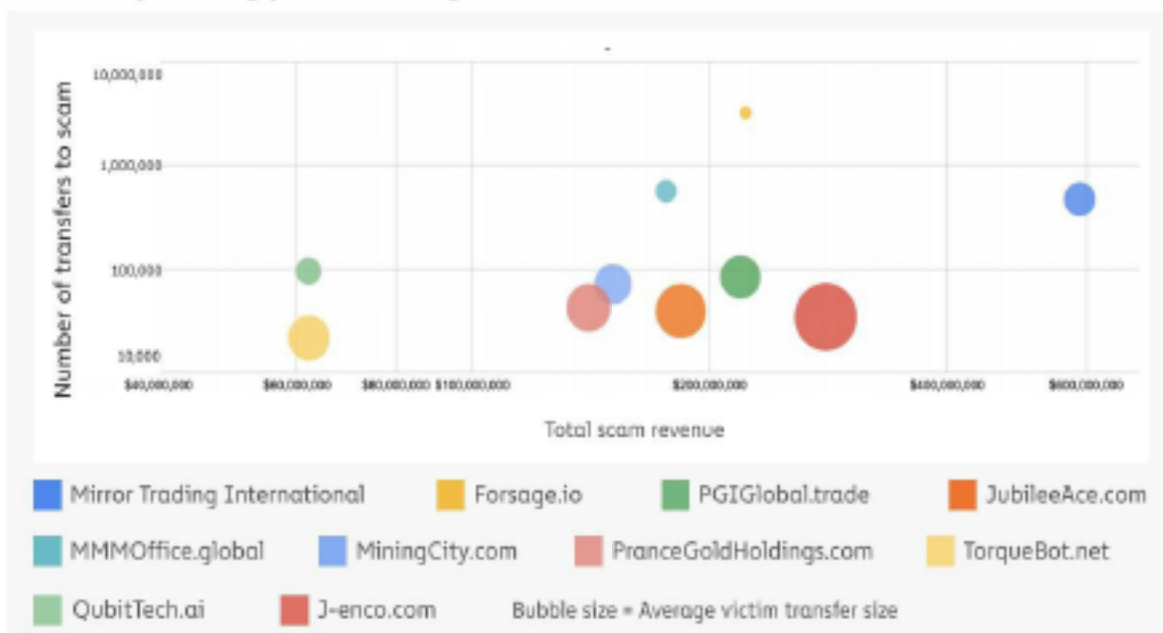 10,000,000
1,000,000
100,000
10,000
Number of transfers to scam
$40,000,000 $60,000,000 $80,000,000 $100,000,000 $200,000,000 $400,000,000 $600,000,000
Total scam revenue
Mirror Trading International Forsage.io PGIGlobal.trade JubileeAce.com
MMMOffice.global MiningCity.com PranceGoldHoldings.com TorqueBot.net
QubitTech.ai J-enco.com Bubble size = Average victim transfer size